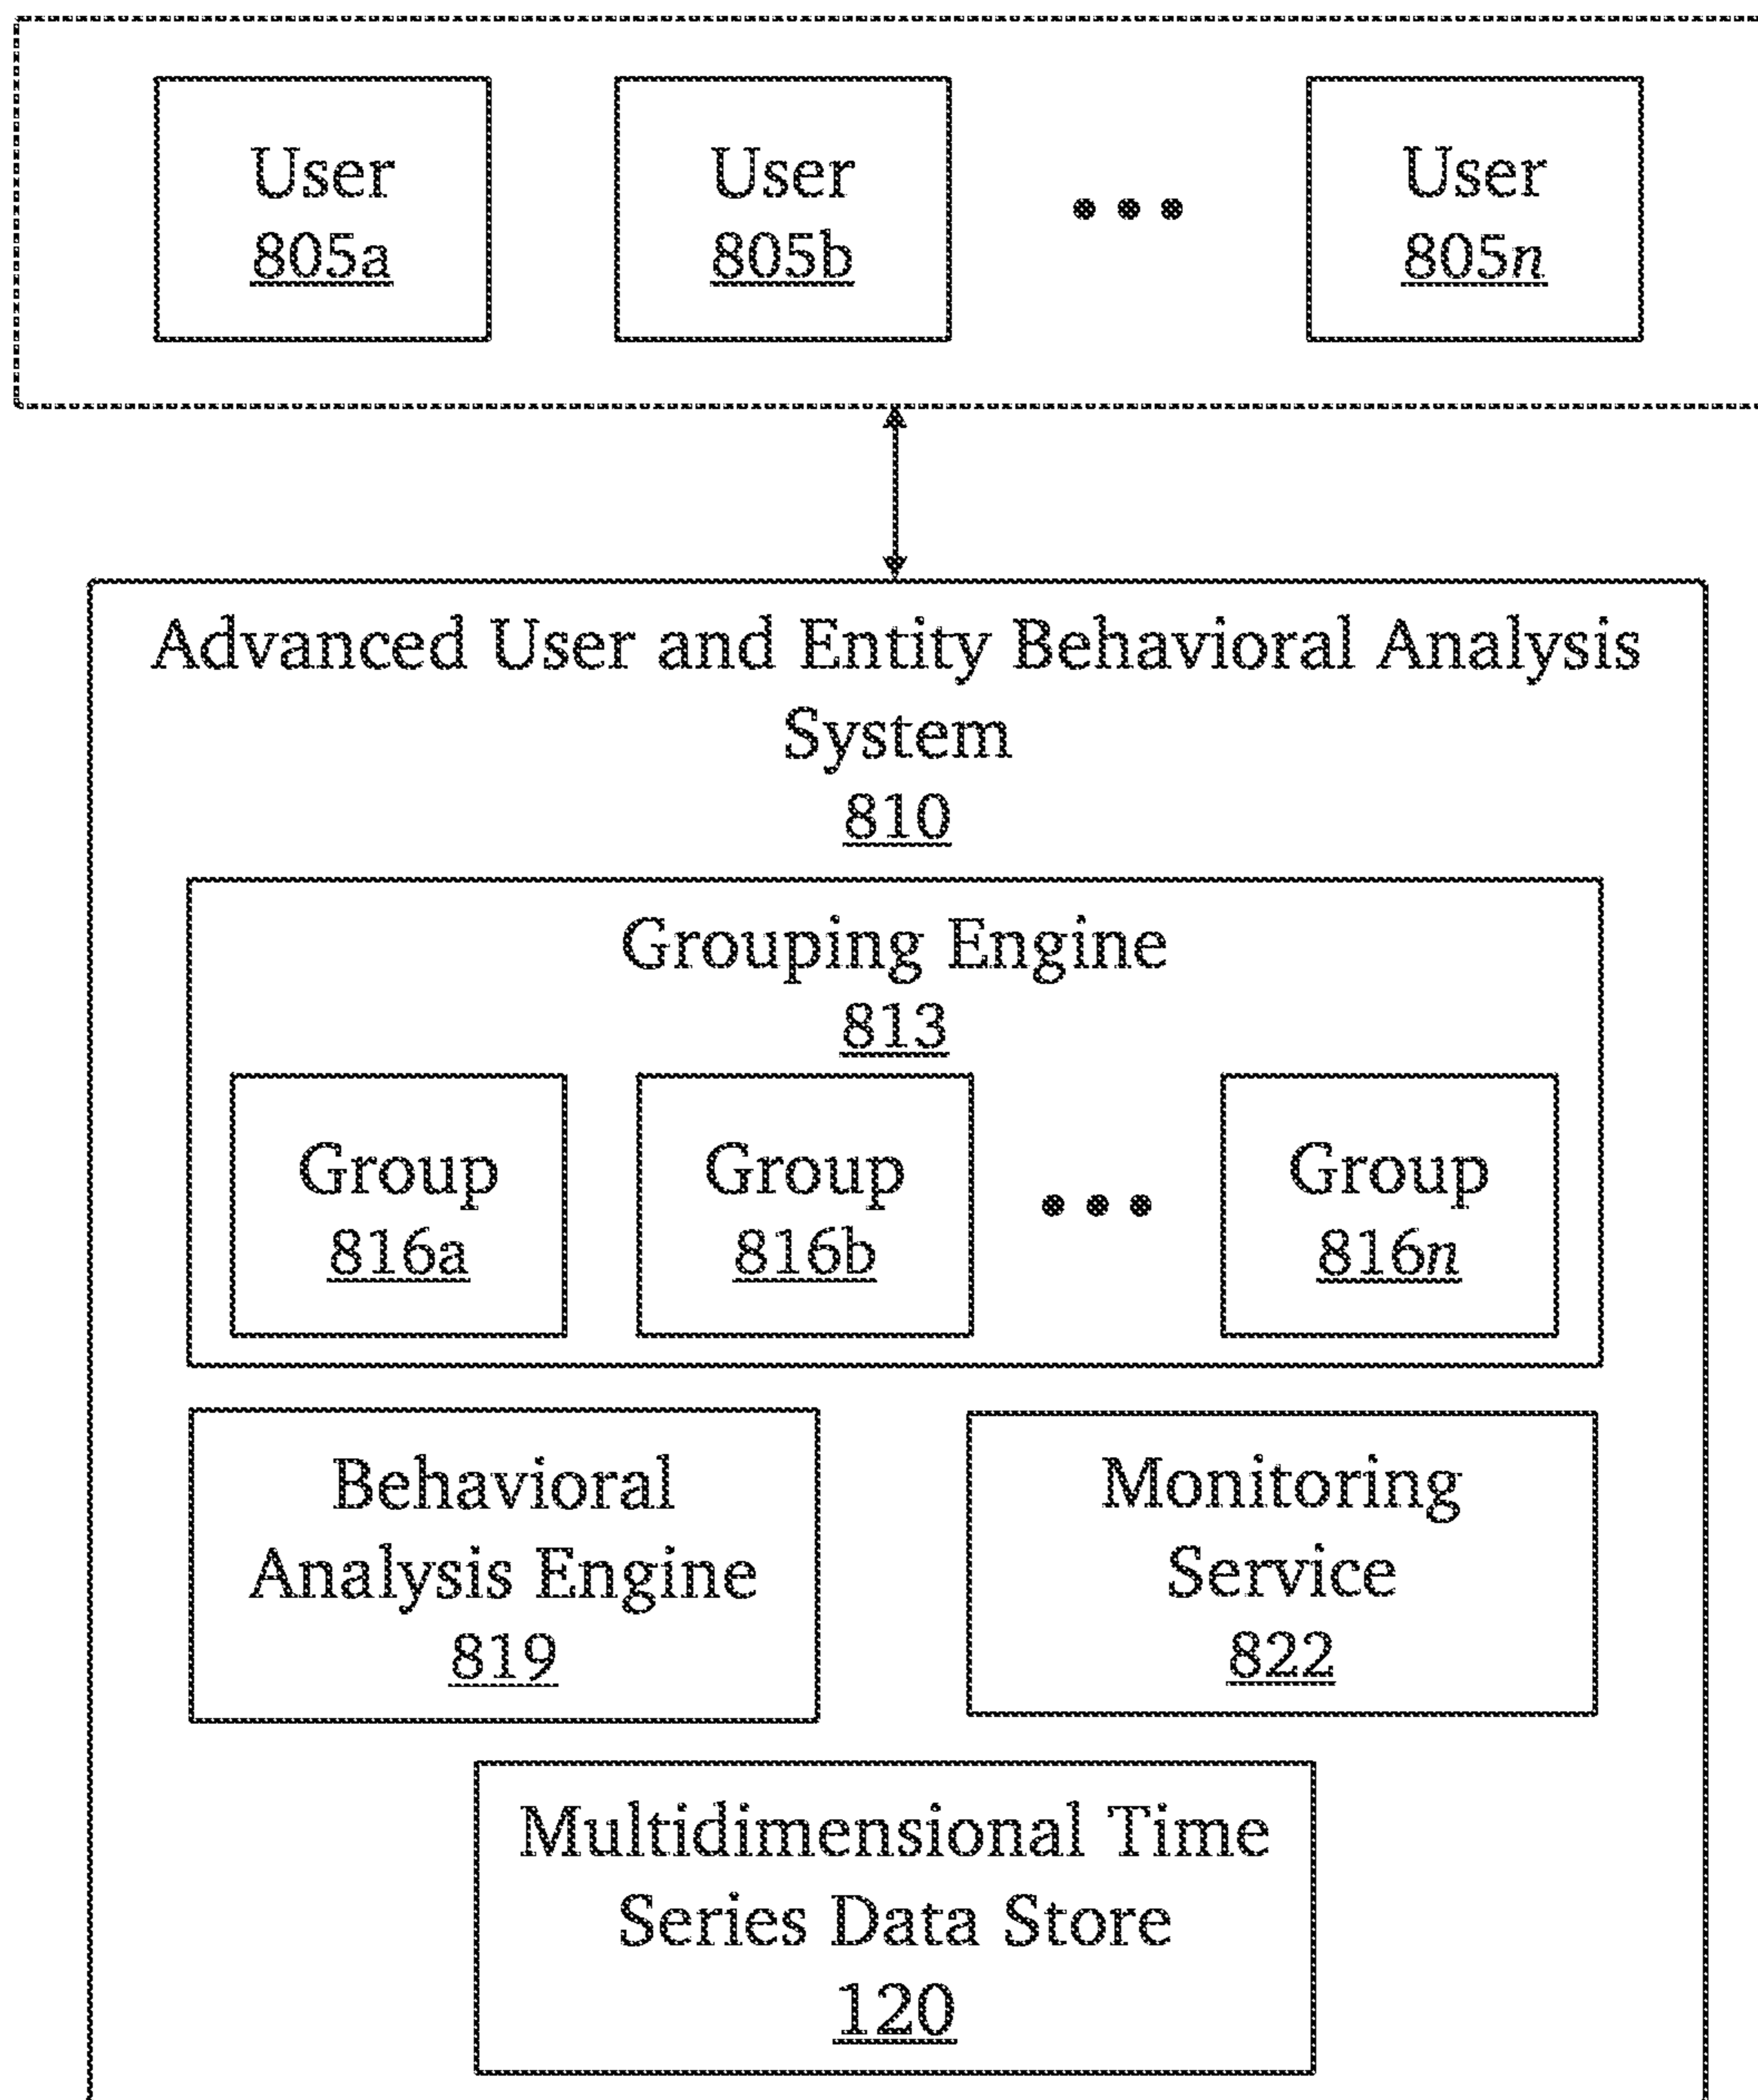 User
805a
User
805b
User
805n
Advanced User and Entity Behavioral Analysis
System
810
Grouping Engine
813
Group
816a
Group
816b
Group
816n
Behavioral
Analysis Engine
819
Monitoring
Service
822
Multidimensional Time
Series Data Store
120